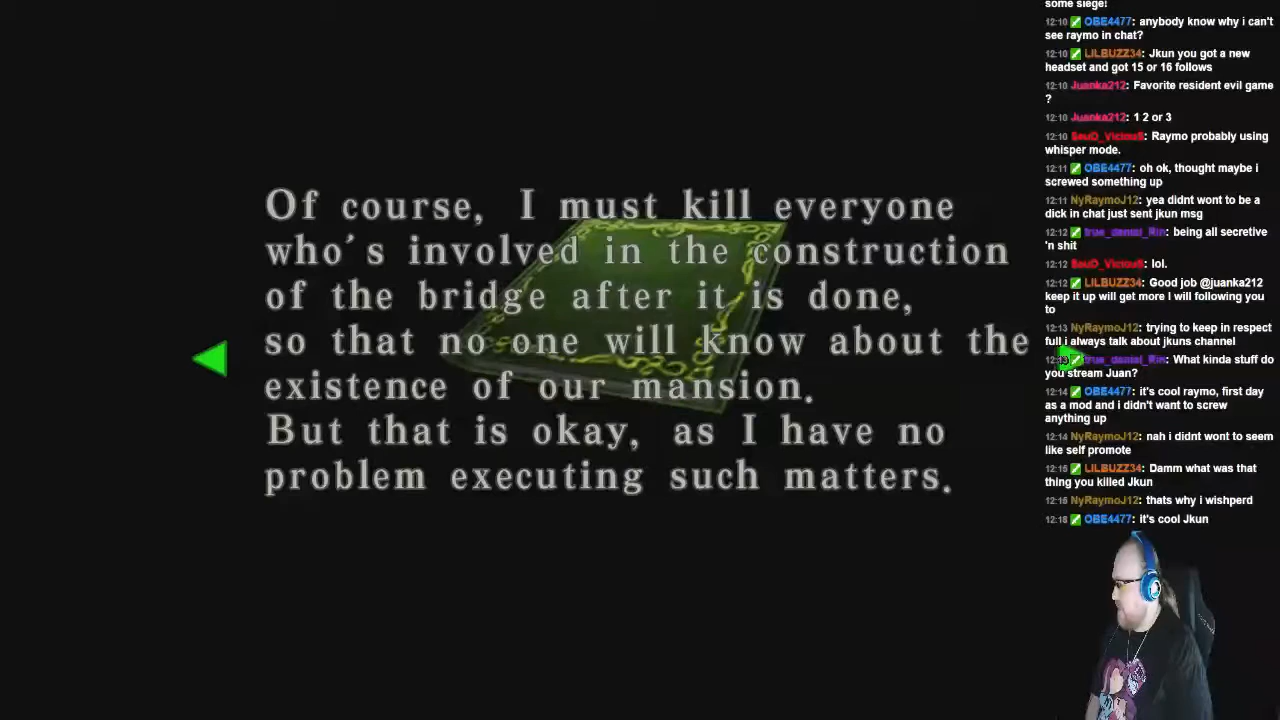 Of course, I must kill everyone
who's involved in the construction
of the bridge after it is done,
so that no one will know about the
existence of our mansion.
But that is okay, as I have no
problem executing such matters.
some siege!
12:10 OBE4477: anybody know why i can't
see raymo in chat?
12:10 LILBUZZ34: Jkun you got a new
headset and got 15 or 16 follows
12:10 Juanka212: Favorite resident evil game
?
12:10 Juanka212: 1 2 or 3
12:10 SauD_ViciouS: Raymo probably using
whisper mode.
12:11 OBE4477: oh ok, thought maybe i
screwed something up
12:11 NyRaymoJ12: yea didnt wont to be a
dick in chat just sent jkun msg
12:12 true_danial_Rin: being all secretive
'n shit
12:12 SauD_ViciouS: lol.
12:12 LILBUZZ34: Good job @juanka212
keep it up will get more I will following you
to
12:13 NyRaymoJ12: trying to keep in respect
full i always talk about jkuns channel
12:13 true_danial_Rin: What kinda stuff do
you stream Juan?
12:14 OBE4477: it's cool raymo, first day
as a mod and i didn't want to screw
anything up
12:14 NyRaymoJ12: nah i didnt wont to seem
like self promote
12:15 LILBUZZ34: Damm what was that
thing you killed Jkun
12:15 NyRaymoJ12: thats why i wishperd
12:18 OBE4477: it's cool Jkun